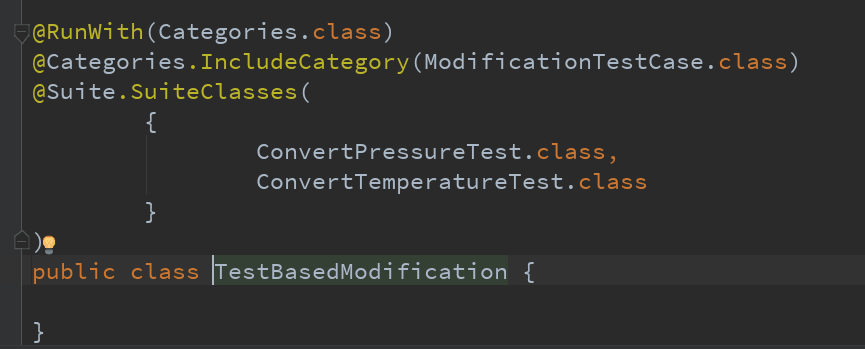 @RunWith(Categories.class)
@Categories.IncludeCategory(ModificationTestCase.class)
@Suite.SuiteClasses(
{
ConvertPressureTest.class,
ConvertTemperatureTest.class
}
)
public class TestBasedModification {
}